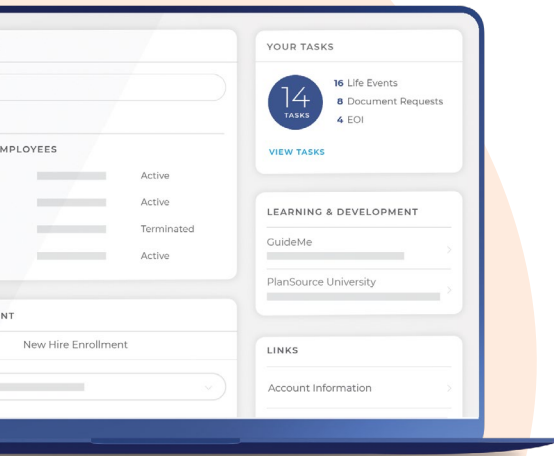 MPLOYEES
Active
Active
Terminated
Active
NT
New Hire Enrollment
YOUR TASKS
14
TASKS
16 Life Events
8 Document Requests
4 EOI
VIEW TASKS
LEARNING & DEVELOPMENT
GuideMe
PlanSource University
LINKS
Account Information